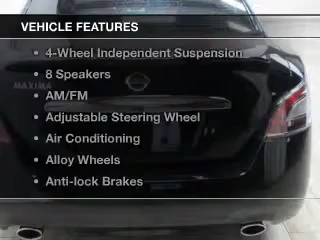 VEHICLE FEATURES
• 4-Wheel Independent Suspension
• 8 Speakers
MAXIMA
• AM/FM
• Adjustable Steering Wheel
• Air Conditioning
• Alloy Wheels
• Anti-lock Brakes